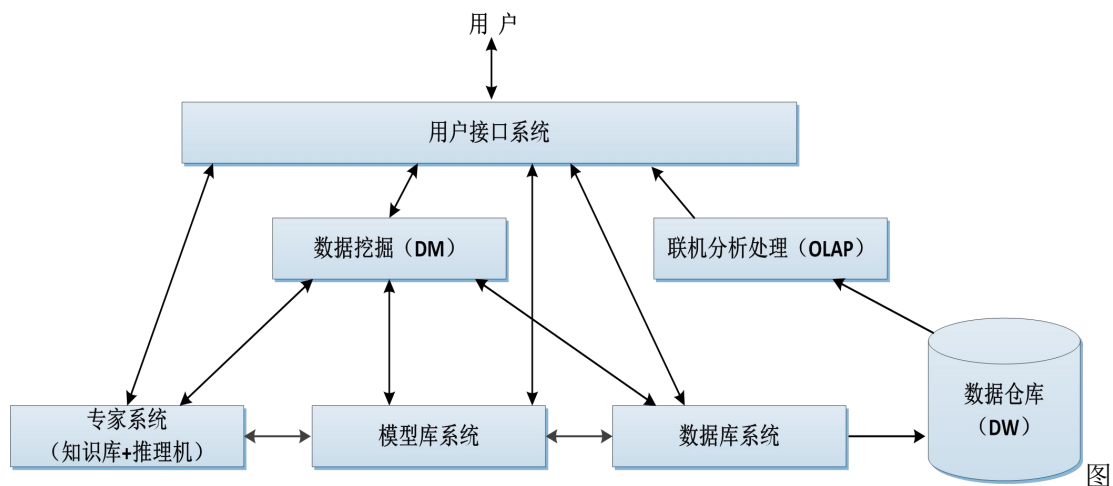 用 户
用户接口系统
数据挖掘（DM）
联机分析处理（OLAP）
专家系统
（知识库+推理机）
模型库系统
数据库系统
数据仓库
（DW）
图